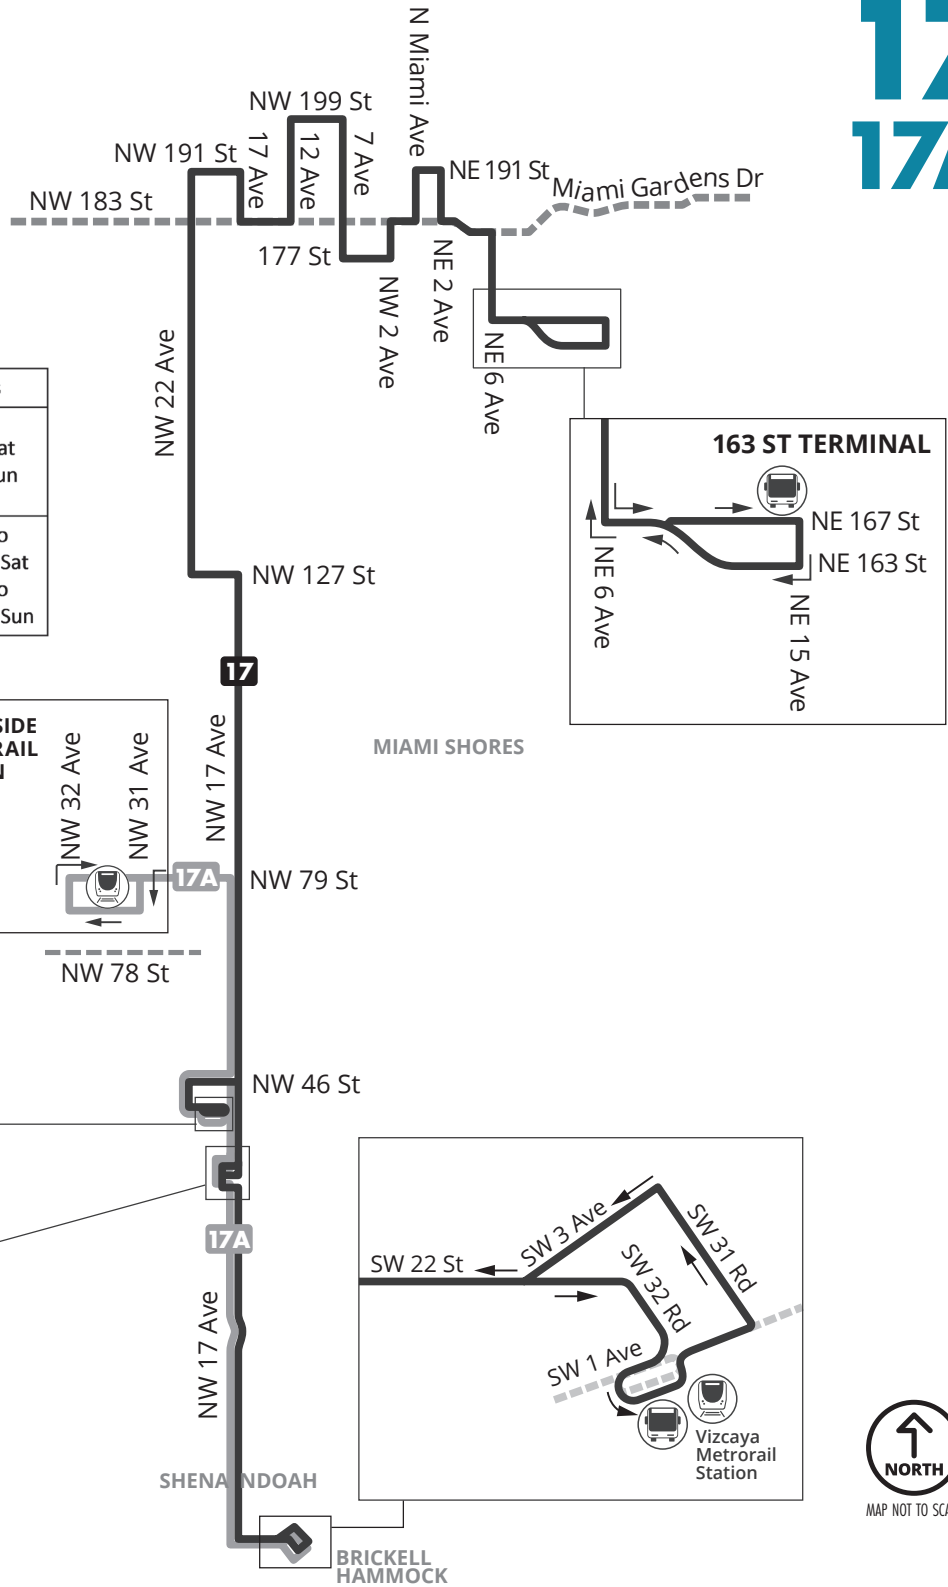 17
17A
N Miami Ave
NW 199 St
NW 191 St
17 Ave
12 Ave
7 Ave
NE 191 St
Miami Gardens Dr
NW 183 St
177 St
NW 2 Ave
NE 2 Ave
NE 6 Ave
NW 22 Ave
163 ST TERMINAL
NE 167 St
NE 163 St
NE 6 Ave
NE 15 Ave
Sat
Sun
NW 127 St
17
MIAMI SHORES
NW 32 Ave
NW 31 Ave
NW 17 Ave
17A
NW 79 St
NW 78 St
NW 46 St
17A
NW 17 Ave
SW 22 St
SW 3 Ave
SW 31 Rd
SW 32 Rd
SW 1 Ave
Vizcaya
Metrorail
Station
SHENANDOAH
BRICKELL
HAMMOCK
NORTH
MAP NOT TO